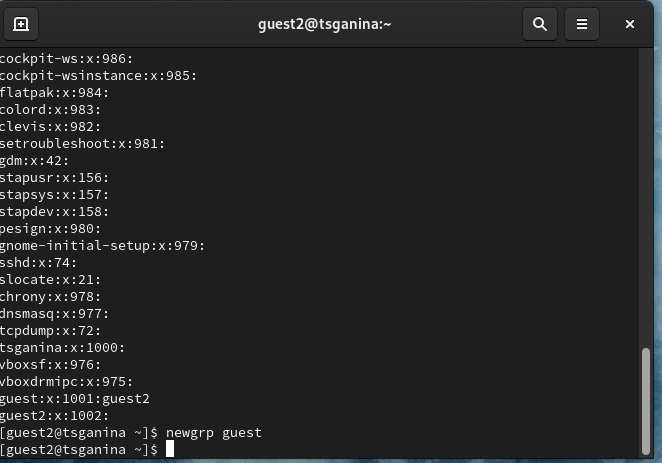 guest2@tsganina:~
cockpit-ws:x:986:
cockpit-wsinstance:x:985:
flatpak:x:984:
colord:x:983:
clevis:x:982:
setroubleshoot:x:981:
gdm:x:42:
stapusr:x:156:
stapsys:x:157:
stapdev:x:158:
pesign:x:980:
gnome-initial-setup:x:979:
sshd:x:74:
slocate:x:21:
chrony:x:978:
dnsmasq:x:977:
tcpdump:x:72:
tsganina:x:1000:
vboxsf:x:976:
vboxdrmipc:x:975:
guest:x:1001:guest2
guest2:x:1002:
[guest2@tsganina ~]$ newgrp guest
[guest2@tsganina ~]$